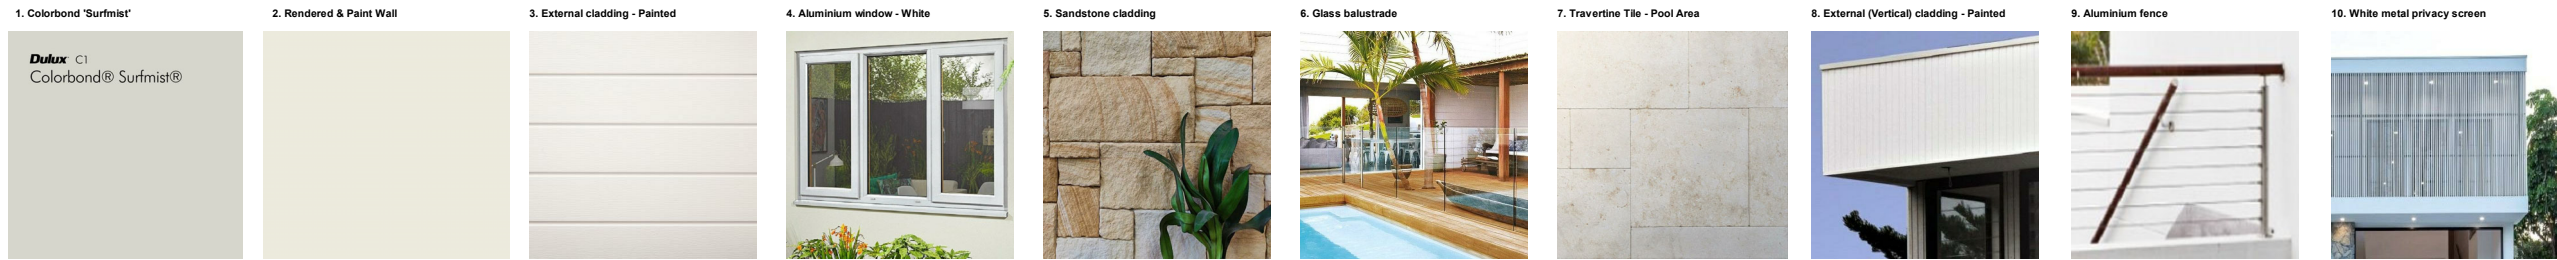 1. Colorbond 'Surfmist'
2. Rendered & Paint Wall
3. External cladding - Painted
4. Aluminium window - White
5. Sandstone cladding
6. Glass balustrade
7. Travertine Tile - Pool Area
8. External (Vertical) cladding - Painted
9. Aluminium fence
10. White metal privacy screen
Dulux C1
Colorbond® Surfmist®